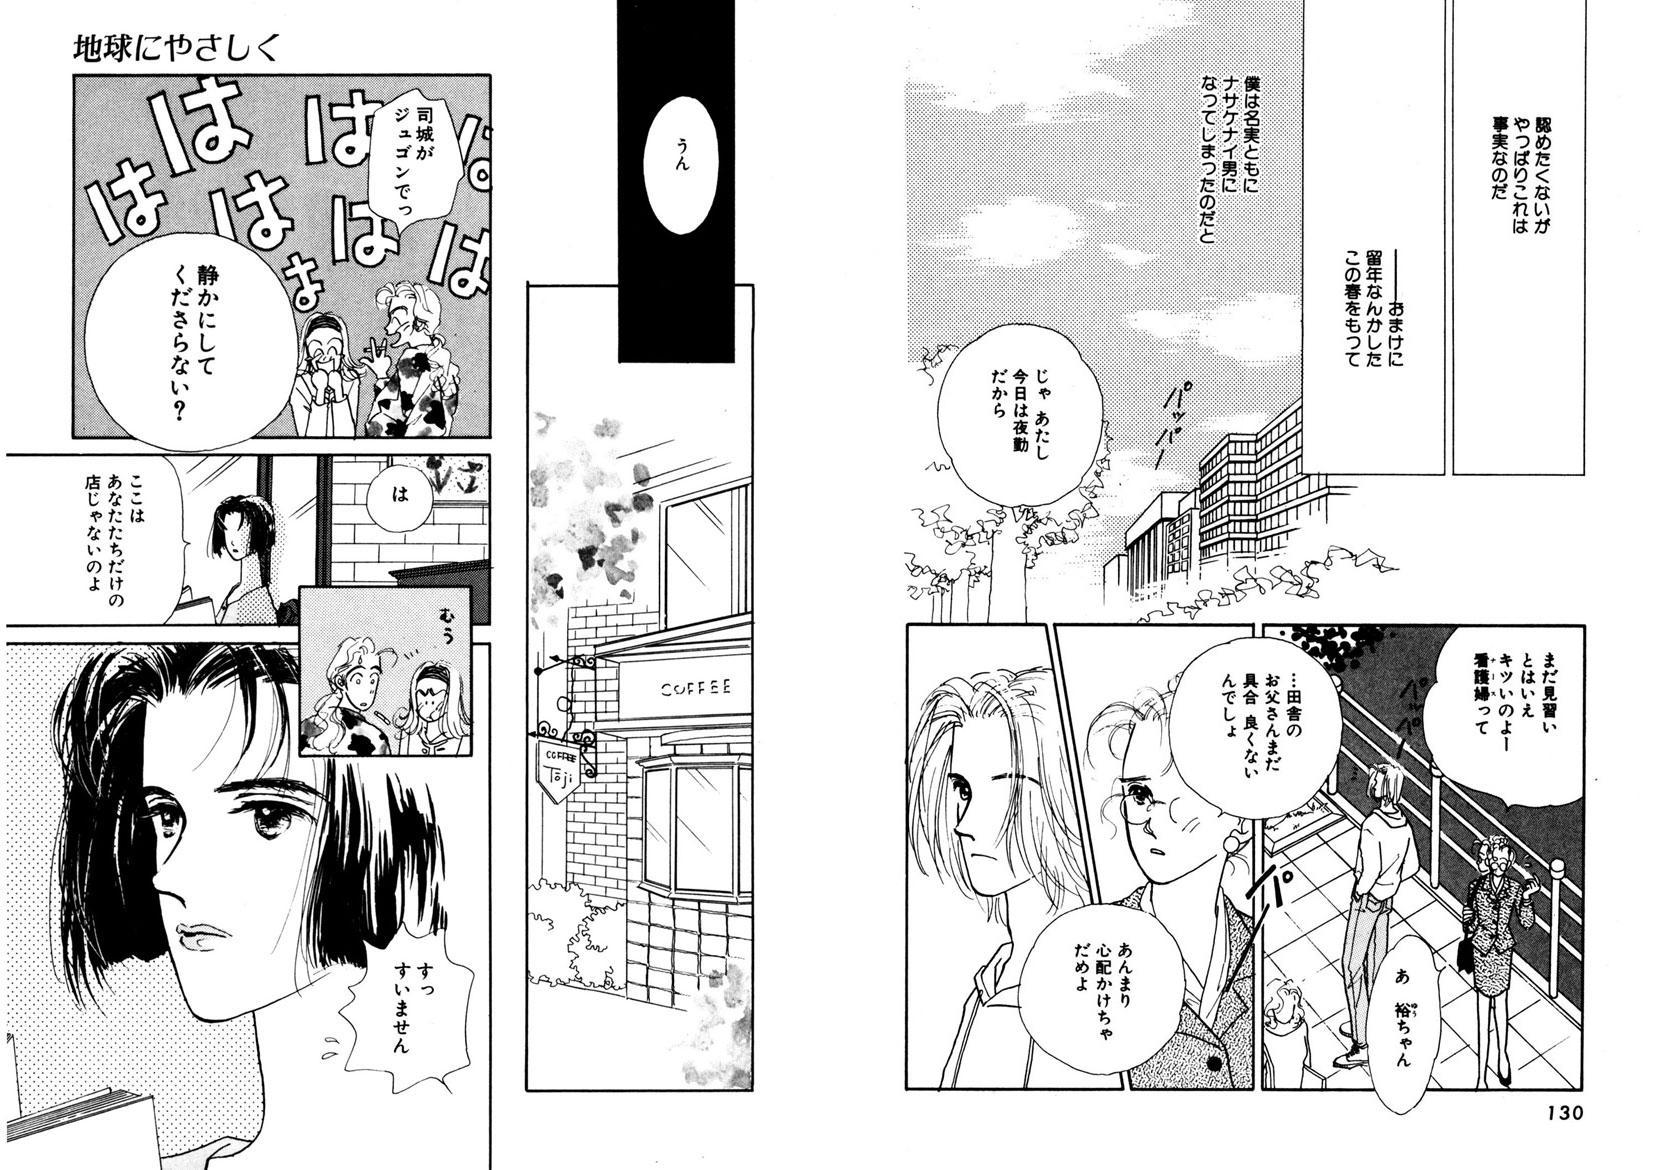 認めたくないが
やっぱりこれは
事実なのだ
――おまけに
留年なんかした
この春をもって
僕は名実ともに
ナサケナイ男に
なってしまったのだと
パッパー
じゃ あたし
今日は夜勤
だから
まだ見習い
とはいえ
キツいのよー
看護婦って
ナース
パパー
あ 裕ちゃん
ゆう
…田舎の
お父さんまだ
具合 良くない
んでしょ
パー
あんまり
心配かけちゃ
だめよ
130
うん
COFFEE
COFFEE
Tōji
地球にやさしく
司城が
ジュゴンでっ
はははははははは
静かにして
くださらない?
は
ここは
あなたたちだけの
店じゃないのよ
むう
すっ
すいません